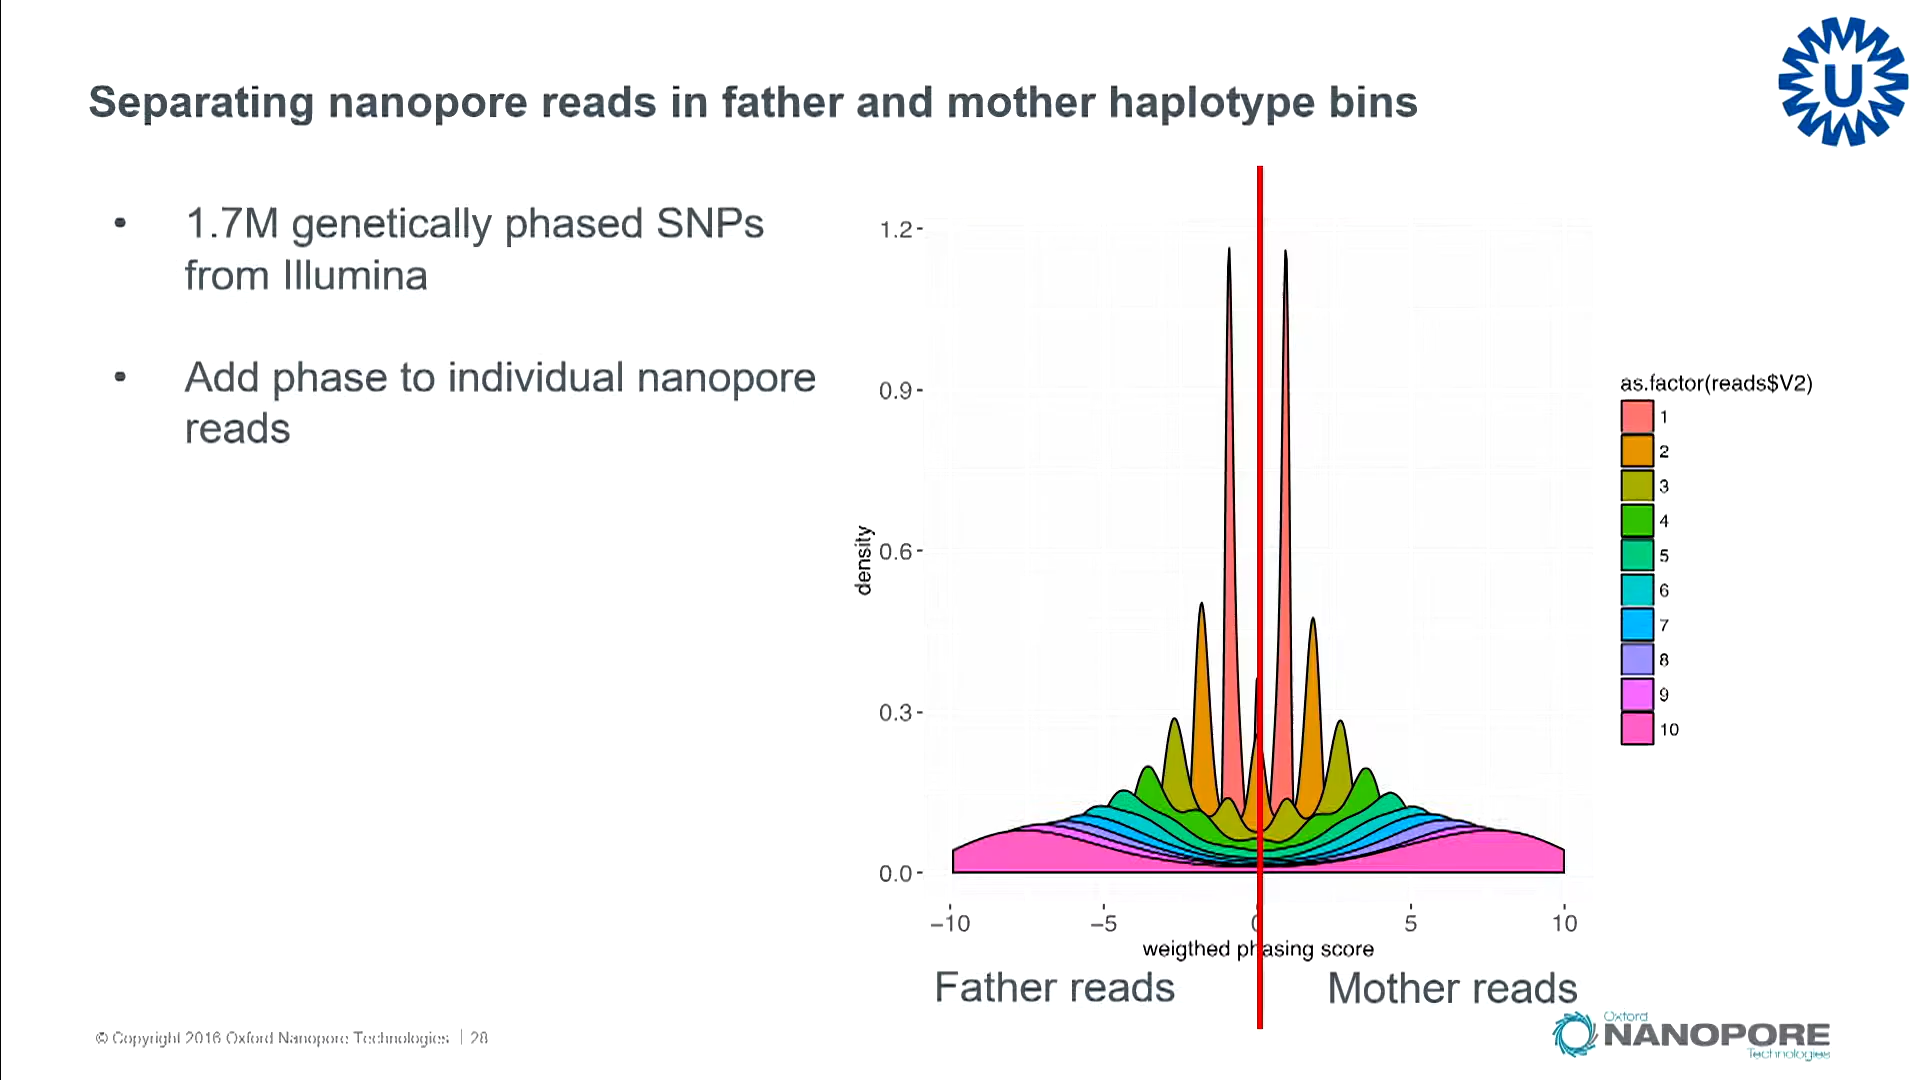 Separating nanopore reads in father and mother haplotype bins
U
• 1.7M genetically phased SNPs
from Illumina
• Add phase to individual nanopore
reads
1.2
0.9
0.6
0.3
0.0
density
−10
−5
0
5
10
weigthed phasing score
Father reads
Mother reads
as.factor(reads$V2)
1
2
3
4
5
6
7
8
9
10
© Copyright 2016 Oxford Nanopore Technologies | 28
Oxford
NANOPORE
Technologies